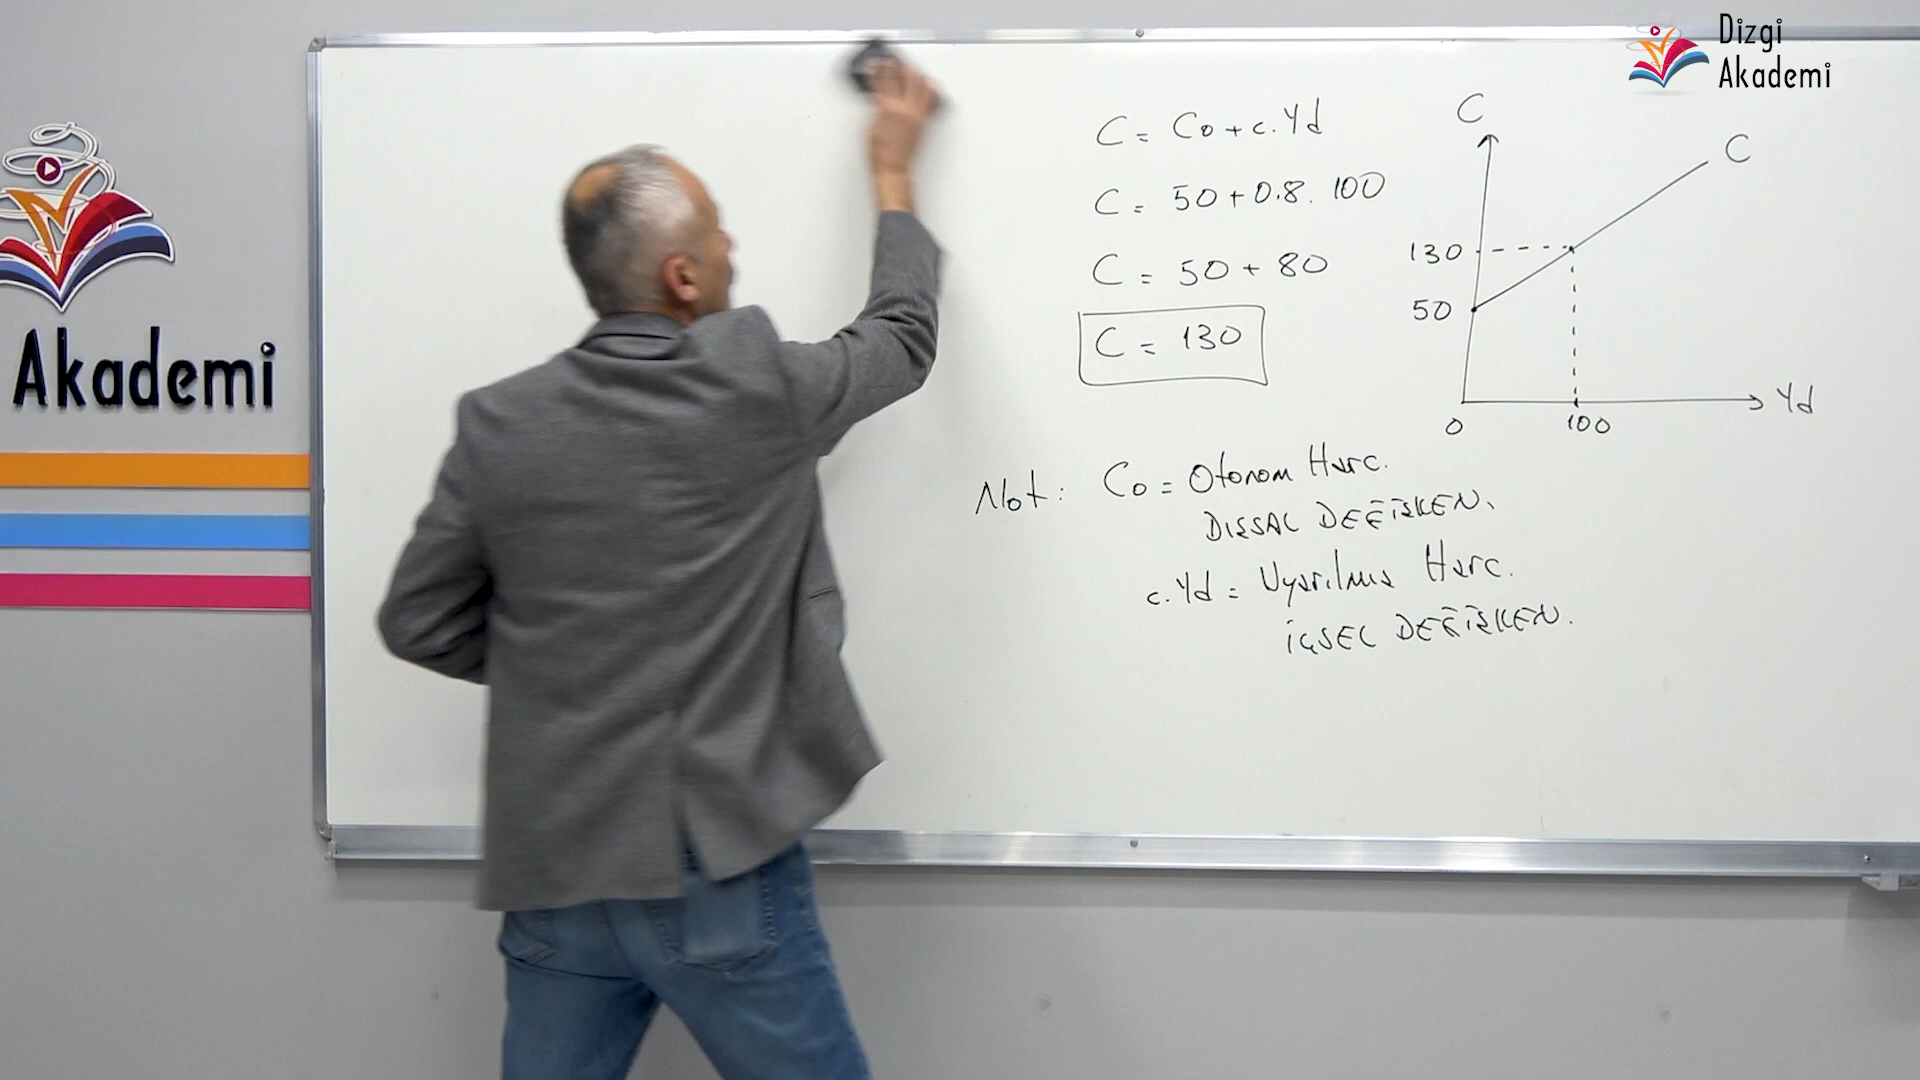 Dizgi
Akademi
Akademi
C = Co + c.Yd
C = 50 + 0.8 . 100
C = 50 + 80
C = 130
C
C
130
50
0
100
Yd
Not : Co = Otonom Harc.
DIŞSAL DEĞİŞKEN.
c.Yd = Uyarılmış Harc.
İÇSEL DEĞİŞKEN.